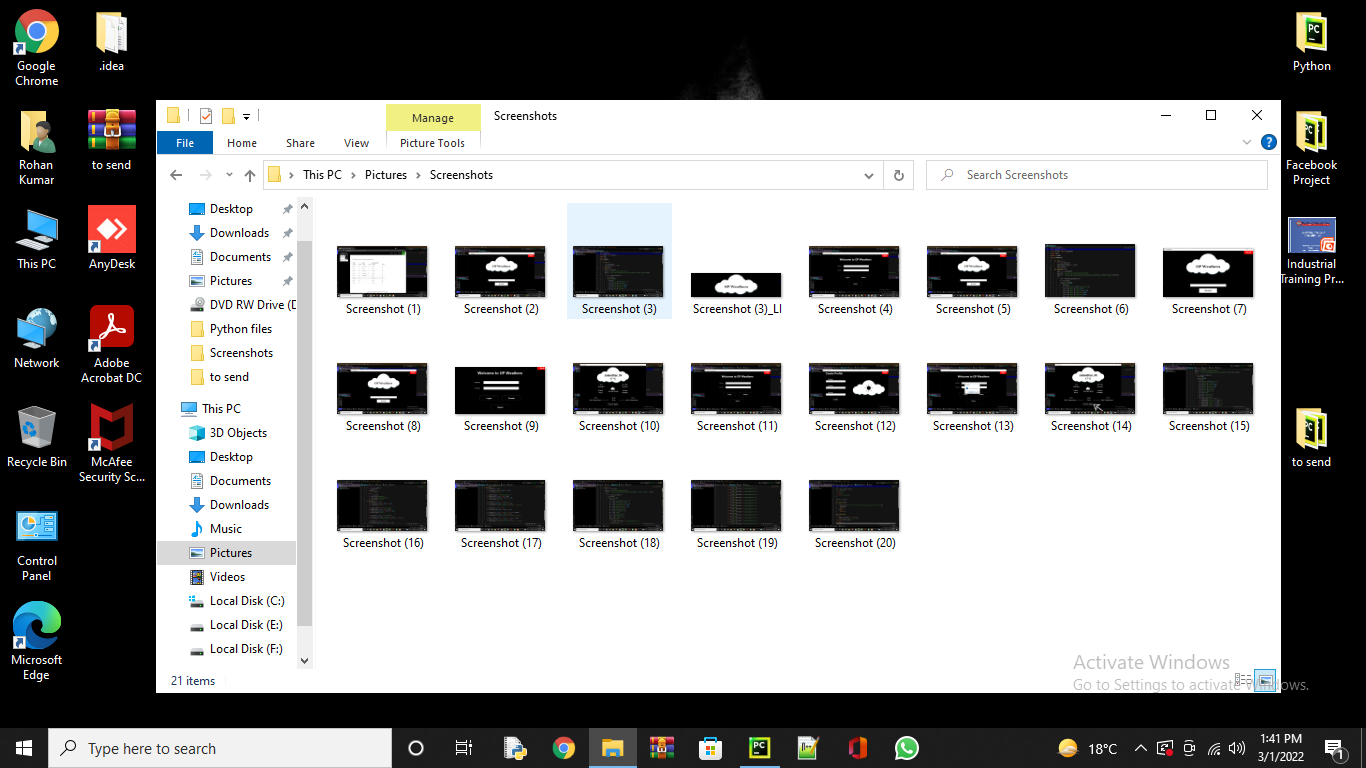 Google
Chrome
.idea
Rohan
Kumar
to send
This PC
AnyDesk
Network
Adobe
Acrobat DC
Recycle Bin
McAfee
Security Sc...
Control
Panel
Microsoft
Edge
Python
Facebook
Project
Industrial
Training Pr...
to send
Manage
Screenshots
File
Home
Share
View
Picture Tools
This PC
Pictures
Screenshots
Search Screenshots
Desktop
Downloads
Documents
Pictures
DVD RW Drive (D
Python files
Screenshots
to send
This PC
3D Objects
Desktop
Documents
Downloads
Music
Pictures
Videos
Local Disk (C:)
Local Disk (E:)
Local Disk (F:)
Screenshot (1)
Screenshot (2)
Screenshot (3)
Screenshot (3)_LI
Screenshot (4)
Screenshot (5)
Screenshot (6)
Screenshot (7)
Screenshot (8)
Screenshot (9)
Screenshot (10)
Screenshot (11)
Screenshot (12)
Screenshot (13)
Screenshot (14)
Screenshot (15)
Screenshot (16)
Screenshot (17)
Screenshot (18)
Screenshot (19)
Screenshot (20)
21 items
Activate Windows
Go to Settings to activate Windows.
Type here to search
18°C
1:41 PM
3/1/2022
1